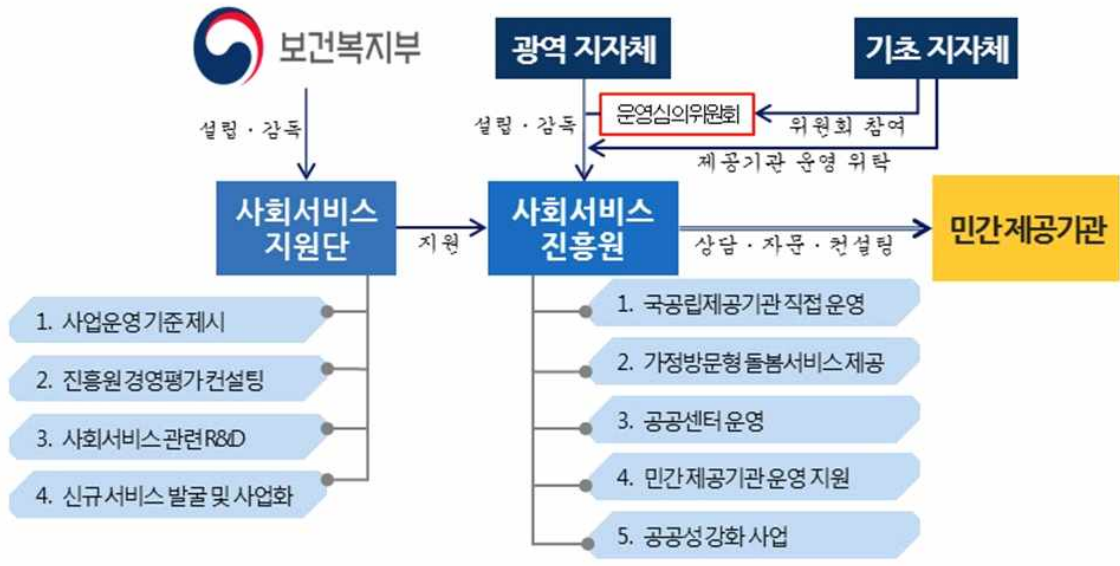 보건복지부
광역 지자체
기초 지자체
설립·감독
설립·감독
운영심의위원회
위원회 참여
제공기관 운영 위탁
사회서비스
지원단
지원
사회서비스
진흥원
상담·자문·컨설팅
민간 제공기관
1. 사업운영 기준 제시
2. 진흥원 경영평가 컨설팅
3. 사회서비스 관련 R&D
4. 신규 서비스 발굴 및 사업화
1. 국공립제공기관 직접 운영
2. 가정방문형 돌봄서비스 제공
3. 공공센터 운영
4. 민간 제공기관 운영 지원
5. 공공성 강화 사업